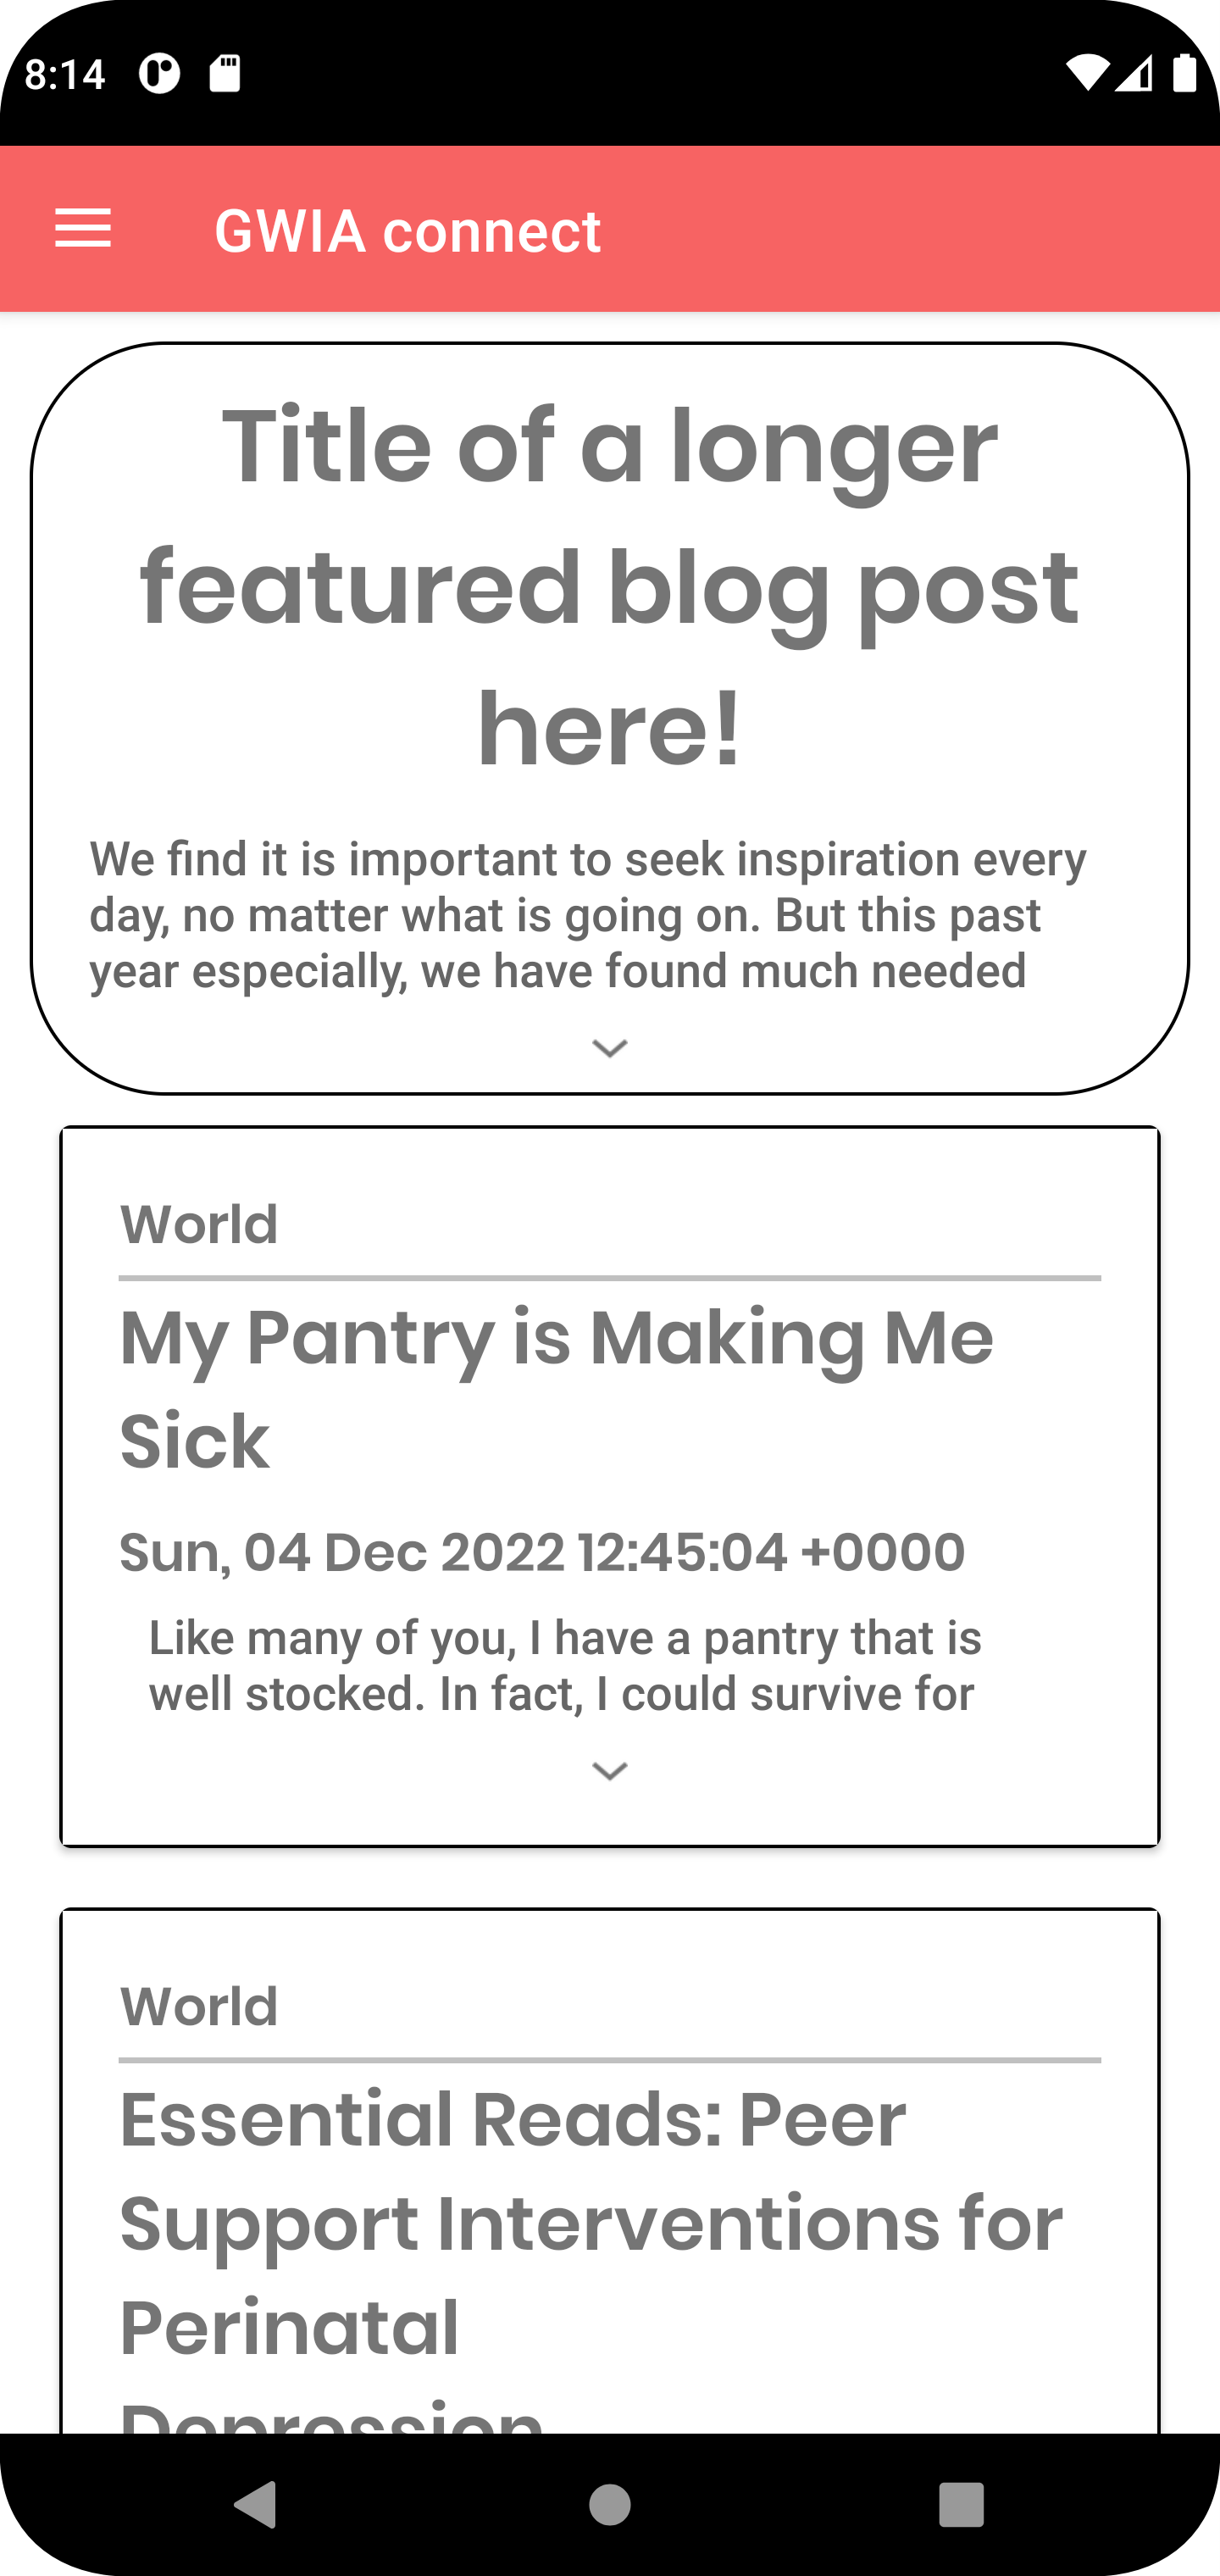 8:14
GWIA connect
Title of a longer
featured blog post
here!
We find it is important to seek inspiration every
day, no matter what is going on. But this past
year especially, we have found much needed
World
My Pantry is Making Me
Sick
Sun, 04 Dec 2022 12:45:04 +0000
Like many of you, I have a pantry that is
well stocked. In fact, I could survive for
World
Essential Reads: Peer
Support Interventions for
Perinatal
Depression